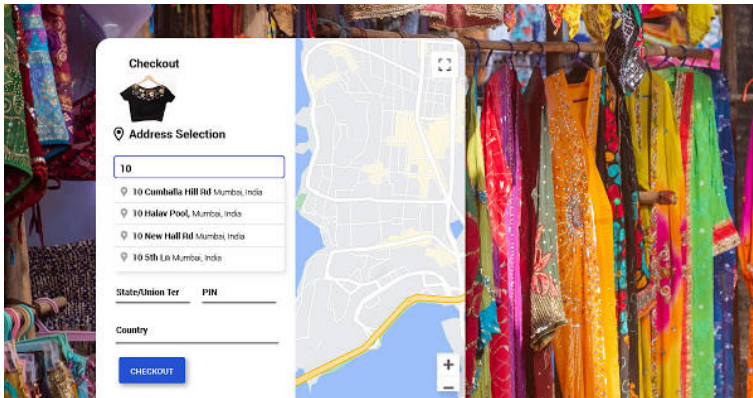 Checkout
Address Selection
10
10 Cumballa Hill Rd Mumbai, India
10 Halav Pool, Mumbai, India
10 New Hall Rd Mumbai, India
10 5th Ln Mumbai, India
State/Union Ter PIN
Country
CHECKOUT